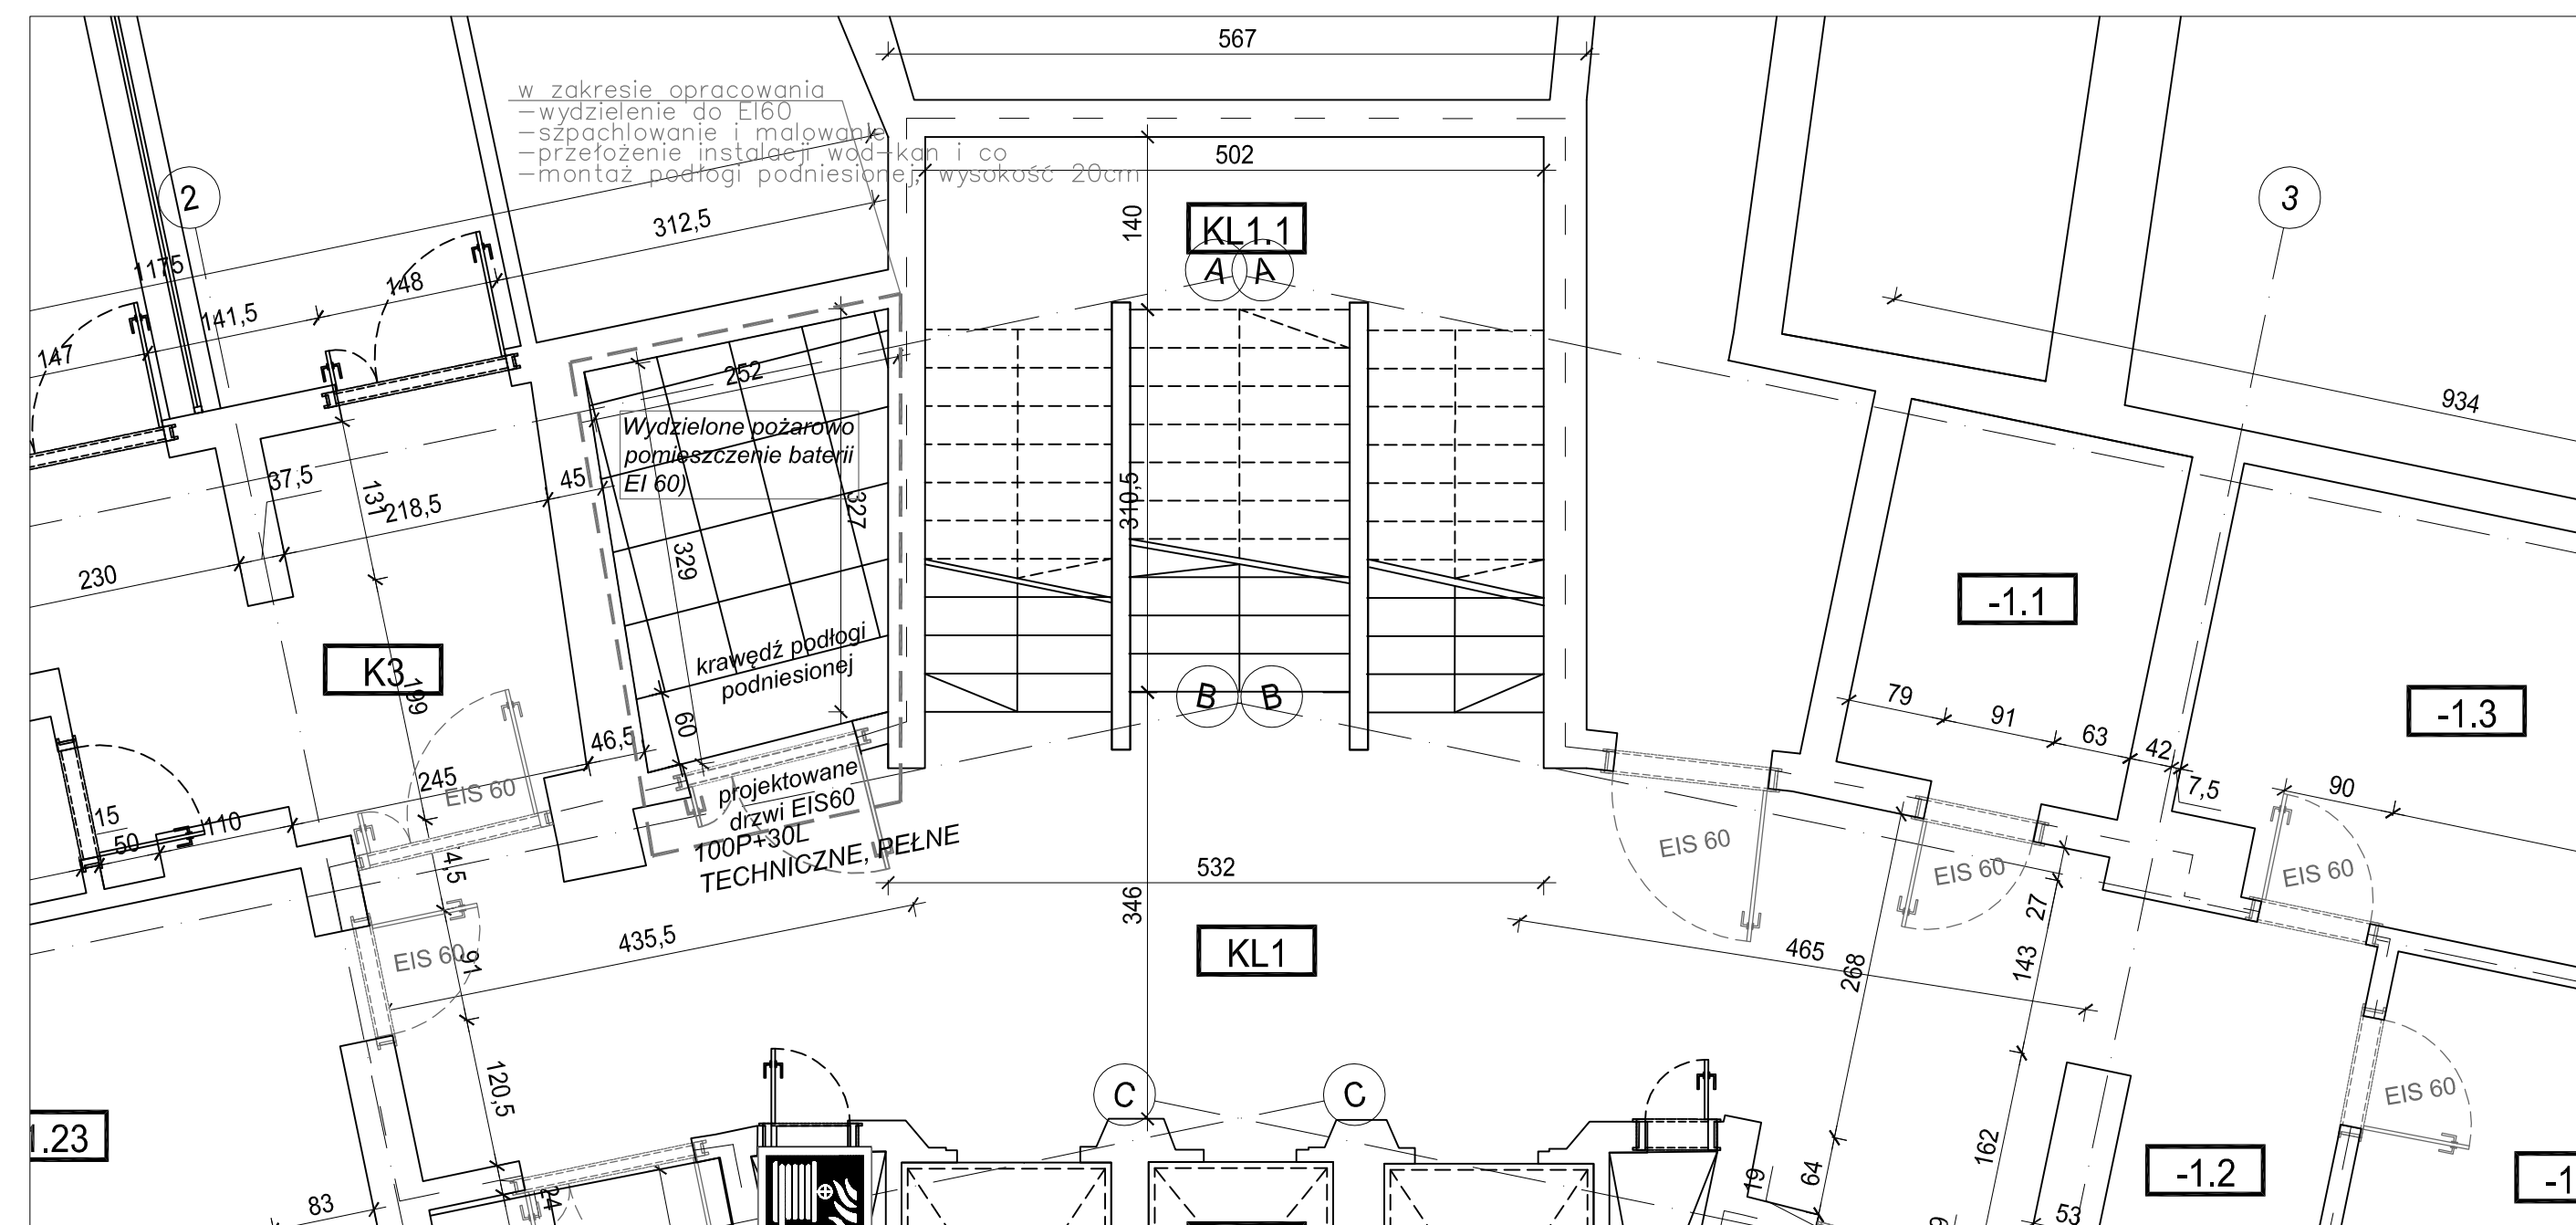 567
w zakresie opracowania
-wydzielenie do EI60
-szpachlowanie i malowanie
-przełożenie instalacji wod-kan i co
-montaż podłogi podniesionej, wysokość 20cm
502
2
3
312,5
140
KL1.1
A
A
1175
148
141,5
147
252
934
Wydzielone pożarowo
pomieszczenie baterii
EI 60)
37,5
131
218,5
45
327
310,5
329
230
-1.1
krawędź podłogi
podniesionej
K3
199
B
B
79
91
63
42
7,5
-1.3
60
46,5
245
EIS 60
projektowane
drzwi EIS60
100P+30L
TECHNICZNE, PEŁNE
15
50
110
4,5
90
EIS 60
EIS 60
EIS 60
532
346
27
435,5
EIS 60
91
KL1
465
268
143
120,5
C
C
EIS 60
1.23
162
-1.2
-1
64
19
83
24
53